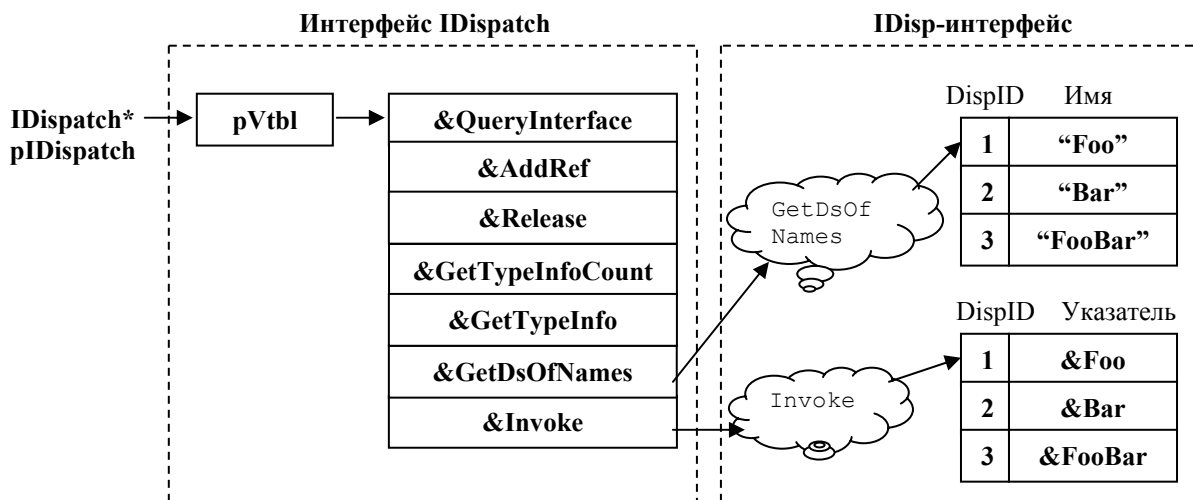 Интерфейс IDispatch
IDisp-интерфейс
IDispatch*
pIDispatch
pVtbl
&QueryInterface
&AddRef
&Release
&GetTypeInfoCount
&GetTypeInfo
&GetDsOfNames
&Invoke
GetDsOf
Names
Invoke
DispID Имя
1 “Foo”
2 “Bar”
3 “FooBar”
DispID Указатель
1 &Foo
2 &Bar
3 &FooBar